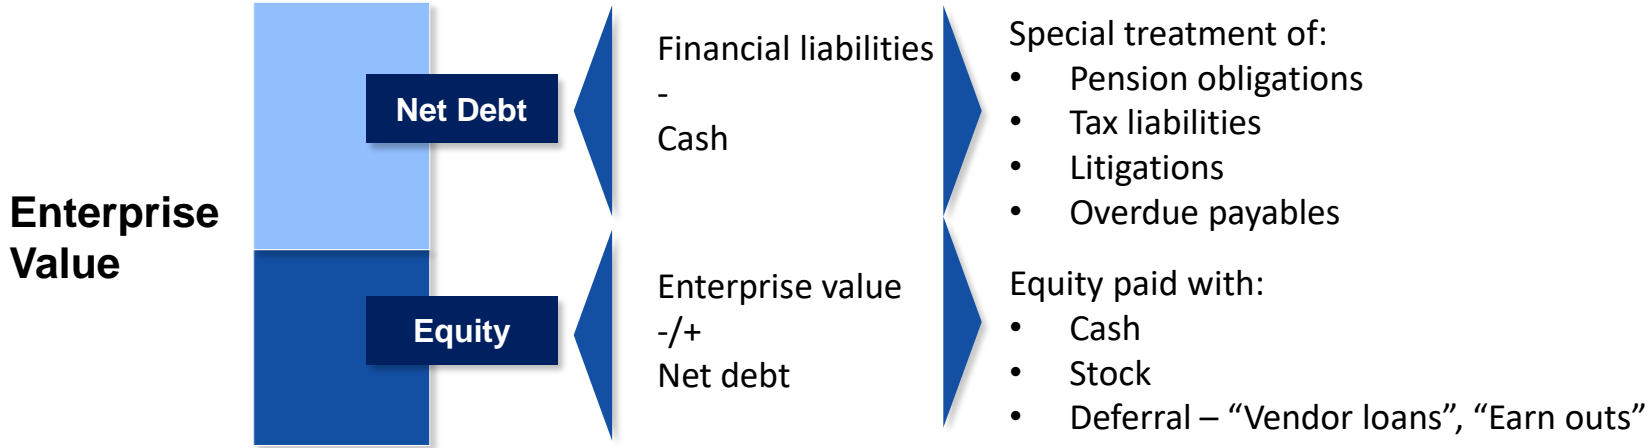 Enterprise
Value
Net Debt
Financial liabilities
-
Cash
Special treatment of:
• Pension obligations
• Tax liabilities
• Litigations
• Overdue payables
Equity
Enterprise value
-/+
Net debt
Equity paid with:
• Cash
• Stock
• Deferral – “Vendor loans”, “Earn outs”